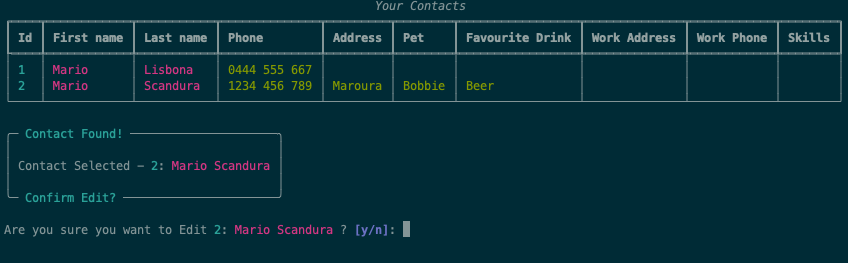 Your Contacts
Id First name Last name Phone Address Pet Favourite Drink Work Address Work Phone Skills
1 Mario Lisbona 0444 555 667
2 Mario Scandura 1234 456 789 Maroura Bobbie Beer
Contact Found!
Contact Selected - 2: Mario Scandura
Confirm Edit?
Are you sure you want to Edit 2: Mario Scandura ? [y/n]: